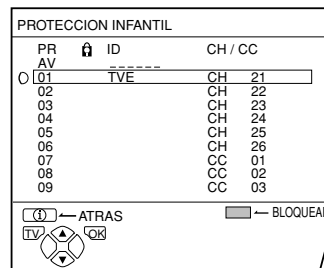 PROTECCION INFANTIL
PR ID CH / CC
AV ______
01 TVE CH 21
02 CH 22
03 CH 23
04 CH 24
05 CH 25
06 CH 26
07 CC 01
08 CC 02
09 CC 03
ATRAS BLOQUEAR
TV OK